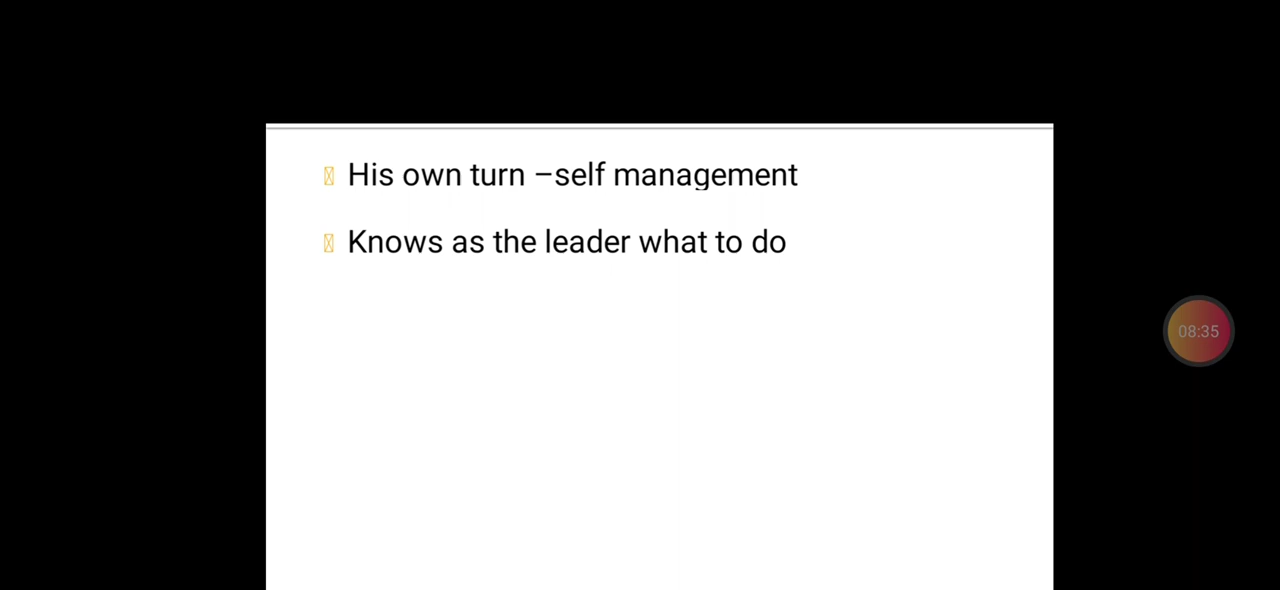 His own turn –self management
Knows as the leader what to do
08:35